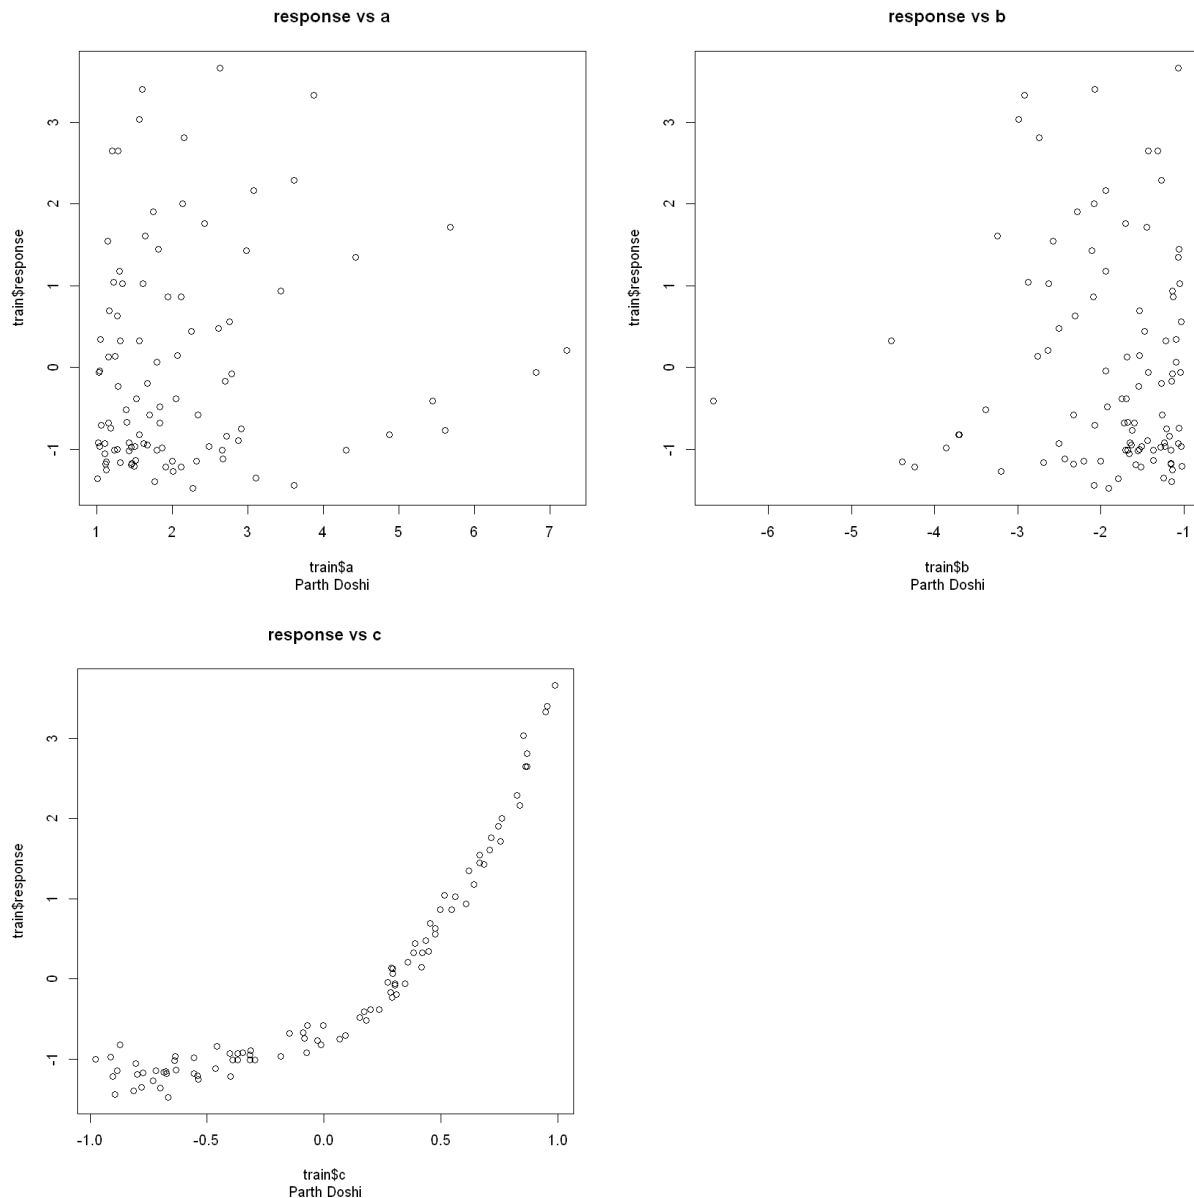 response vs a
train$response
3
2
1
0
-1
1 2 3 4 5 6 7
train$a
Parth Doshi
response vs b
train$response
3
2
1
0
-1
-6 -5 -4 -3 -2 -1
train$b
Parth Doshi
response vs c
train$response
3
2
1
0
-1
-1.0 -0.5 0.0 0.5 1.0
train$c
Parth Doshi